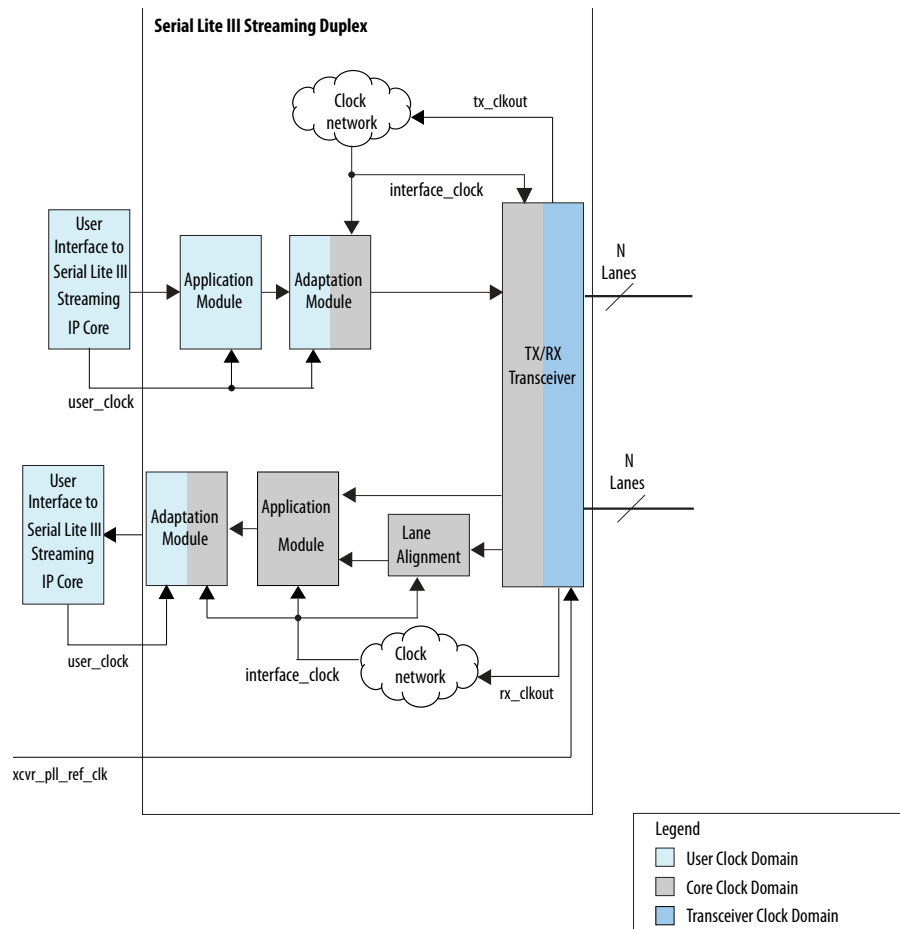 Serial Lite III Streaming Duplex
Clock
network
tx_clkout
interface_clock
User
Interface to
Serial Lite III
Streaming
IP Core
Application
Module
Adaptation
Module
N
Lanes
TX/RX
Transceiver
user_clock
User
Interface to
Serial Lite III
Streaming
IP Core
Adaptation
Module
Application
Module
Lane
Alignment
N
Lanes
user_clock
interface_clock
Clock
network
rx_clkout
xcvr_pll_ref_clk
Legend
User Clock Domain
Core Clock Domain
Transceiver Clock Domain